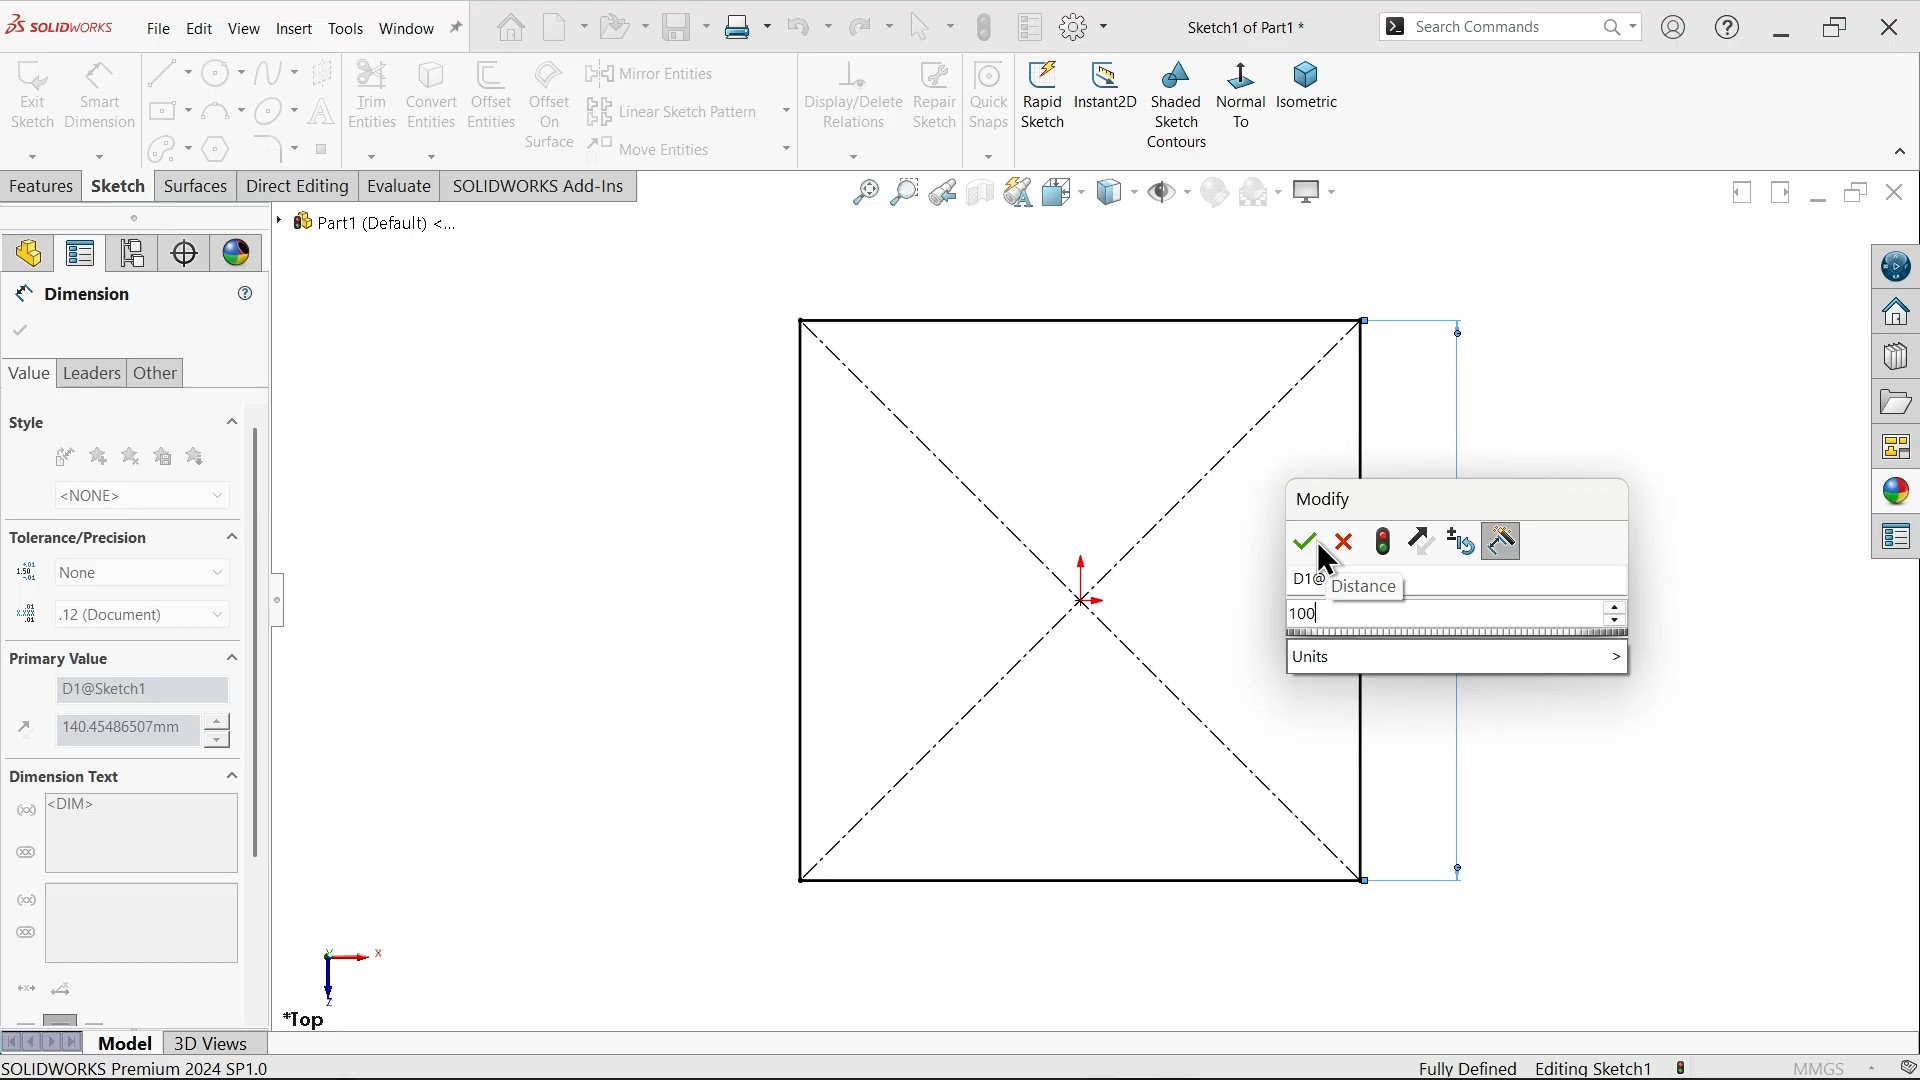 SOLIDWORKS File Edit View Insert Tools Window Sketch1 of Part1 * Search Commands
Exit Sketch
Smart Dimension
Trim Entities
Convert Entities
Offset Entities
Offset On Surface
Mirror Entities
Linear Sketch Pattern
Move Entities
Display/Delete Relations
Repair Sketch
Quick Snaps
Rapid Sketch
Instant2D
Shaded Sketch Contours
Normal To
Isometric
Features Sketch Surfaces Direct Editing Evaluate SOLIDWORKS Add-Ins
Part1 (Default) <...
Dimension
Value Leaders Other
Style
<NONE>
Tolerance/Precision
None
.12 (Document)
Primary Value
D1@Sketch1
140.45486507mm
Dimension Text
<DIM>
Modify
D1@
Distance
100
Units >
Y
X
Z
*Top
Model 3D Views
SOLIDWORKS Premium 2024 SP1.0 Fully Defined Editing Sketch1 MMGS